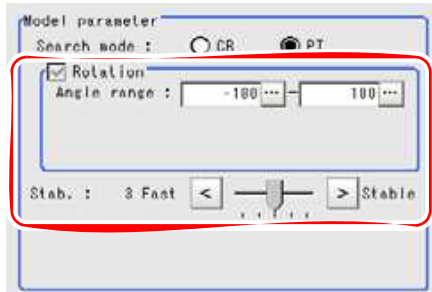 Model parameter
Search mode : CR PT
Rotation
Angle range : -180 ... - 180 ...
Stab. : 3 Fast < > Stable